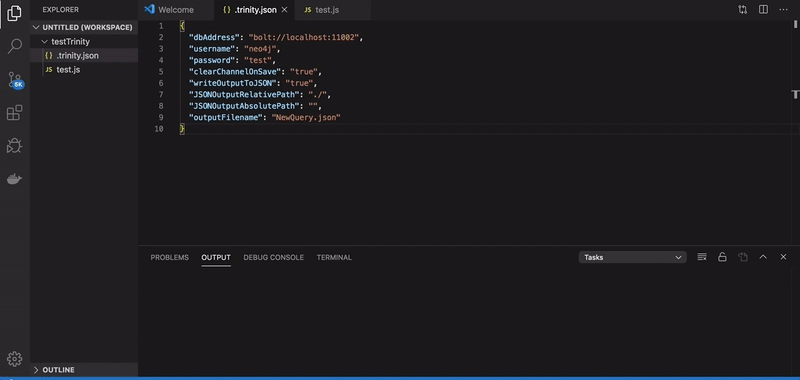 EXPLORER
UNTITLED (WORKSPACE)
testTrinity
{} .trinity.json
JS test.js
5K
OUTLINE
Welcome
{} .trinity.json
JS test.js
1 {
2 "dbAddress": "bolt://localhost:11002",
3 "username": "neo4j",
4 "password": "test",
5 "clearChannelOnSave": "true",
6 "writeOutputToJSON": "true",
7 "JSONOutputRelativePath": "./",
8 "JSONOutputAbsolutePath": "",
9 "outputFilename": "NewQuery.json"
10 }
PROBLEMS OUTPUT DEBUG CONSOLE TERMINAL
Tasks